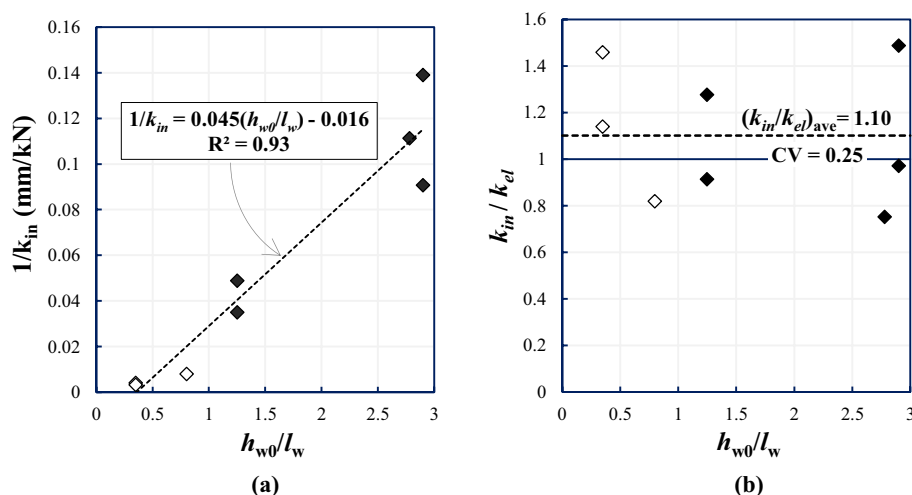 0.16
0.14
0.12
0.1
0.08
0.06
0.04
0.02
0
1/k_in (mm/kN)
1/k_in = 0.045(h_w0/l_w) - 0.016
R² = 0.93
0 0.5 1 1.5 2 2.5 3
h_w0/l_w
(a)
1.6
1.4
1.2
1
0.8
0.6
0.4
0.2
0
k_in / k_el
(k_in/k_el)_ave = 1.10
CV = 0.25
0 0.5 1 1.5 2 2.5 3
h_w0/l_w
(b)